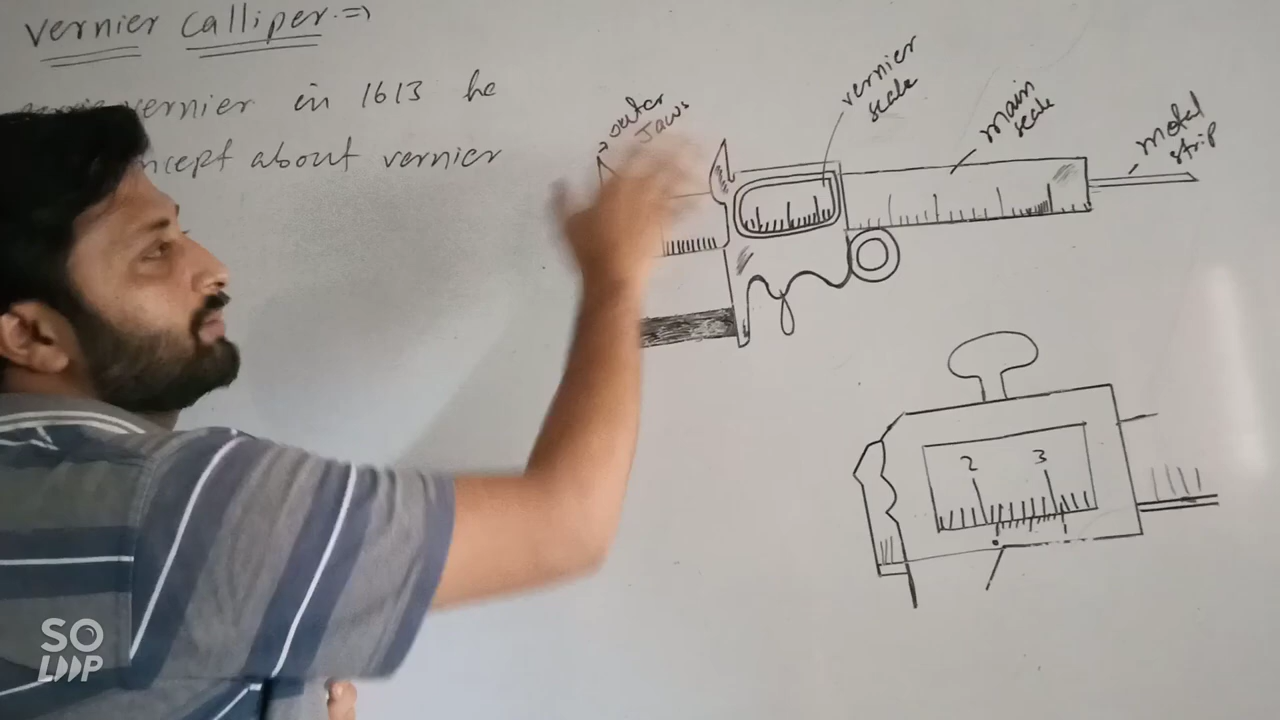 vernier calliper.⇒
vernier in 1613 he
ncept about vernier
outer
Jaws
vernier
scale
main
scale
metal
strip
2 3
SO
LOOP